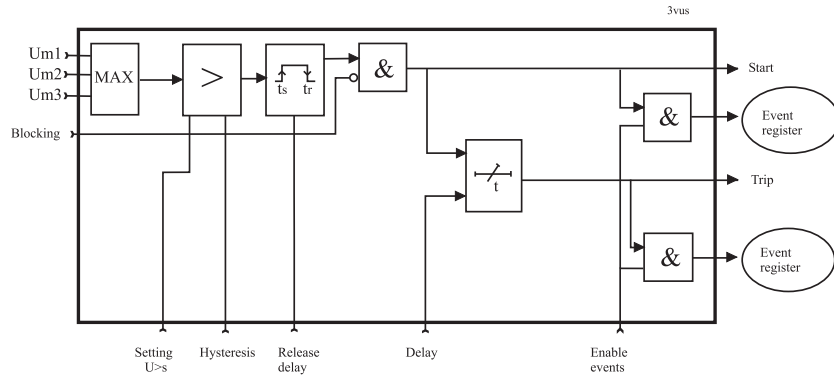 3vus
Um1
Um2
Um3
MAX
>
ts tr
&
Start
Blocking
&
Event
register
t
Trip
&
Event
register
Setting
U>s
Hysteresis
Release
delay
Delay
Enable
events